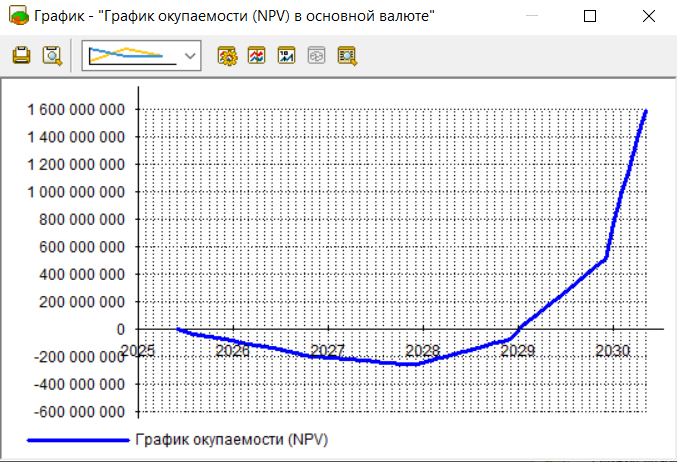 График - "График окупаемости (NPV) в основной валюте"
1 600 000 000
1 400 000 000
1 200 000 000
1 000 000 000
800 000 000
600 000 000
400 000 000
200 000 000
0
-200 000 000
-400 000 000
-600 000 000
2025 2026 2027 2028 2029 2030
График окупаемости (NPV)